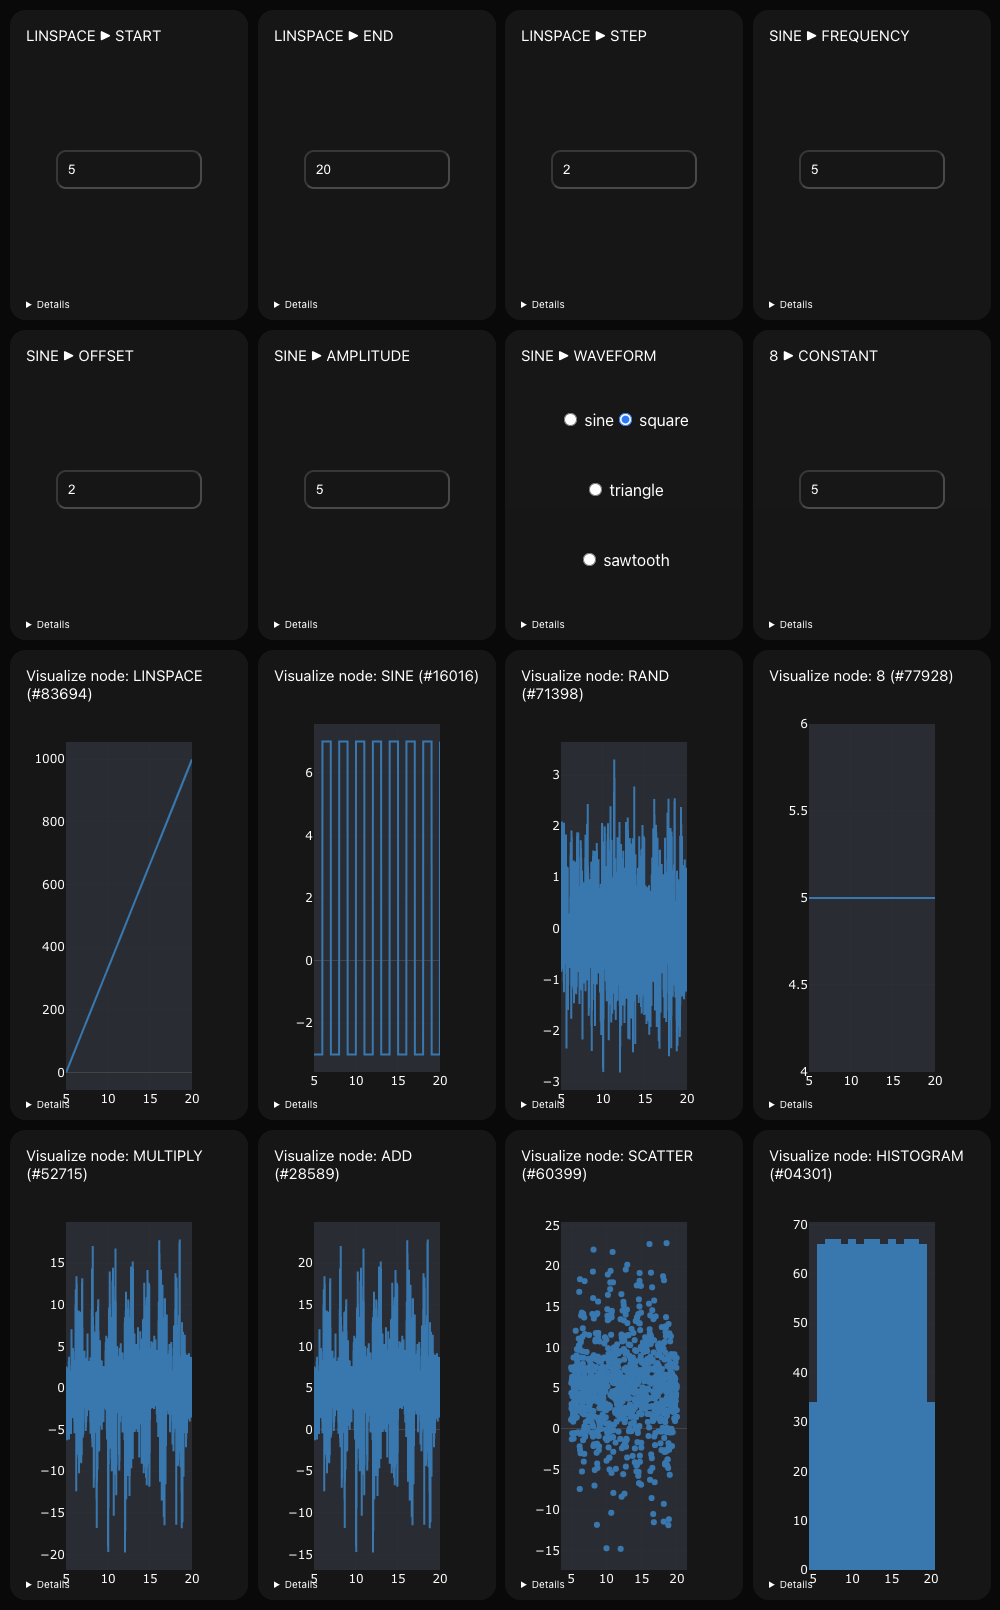 LINSPACE ▶ START
LINSPACE ▶ END
LINSPACE ▶ STEP
SINE ▶ FREQUENCY
5
20
2
5
▶ Details
▶ Details
▶ Details
▶ Details
SINE ▶ OFFSET
SINE ▶ AMPLITUDE
SINE ▶ WAVEFORM
8 ▶ CONSTANT
sine
square
2
5
triangle
5
sawtooth
▶ Details
▶ Details
▶ Details
▶ Details
Visualize node: LINSPACE
(#83694)
1000
800
600
400
200
0
5
10
15
20
▶ Details
Visualize node: SINE (#16016)
6
4
2
0
−2
5
10
15
20
▶ Details
Visualize node: RAND
(#71398)
3
2
1
0
−1
−2
−3
5
10
15
20
▶ Details
Visualize node: 8 (#77928)
6
5.5
5
4.5
4
5
10
15
20
▶ Details
Visualize node: MULTIPLY
(#52715)
15
10
5
0
−5
−10
−15
−20
5
10
15
20
▶ Details
Visualize node: ADD
(#28589)
20
15
10
5
0
−5
−10
−15
5
10
15
20
▶ Details
Visualize node: SCATTER
(#60399)
25
20
15
10
5
0
−5
−10
−15
5
10
15
20
▶ Details
Visualize node: HISTOGRAM
(#04301)
70
60
50
40
30
20
10
0
5
10
15
20
▶ Details